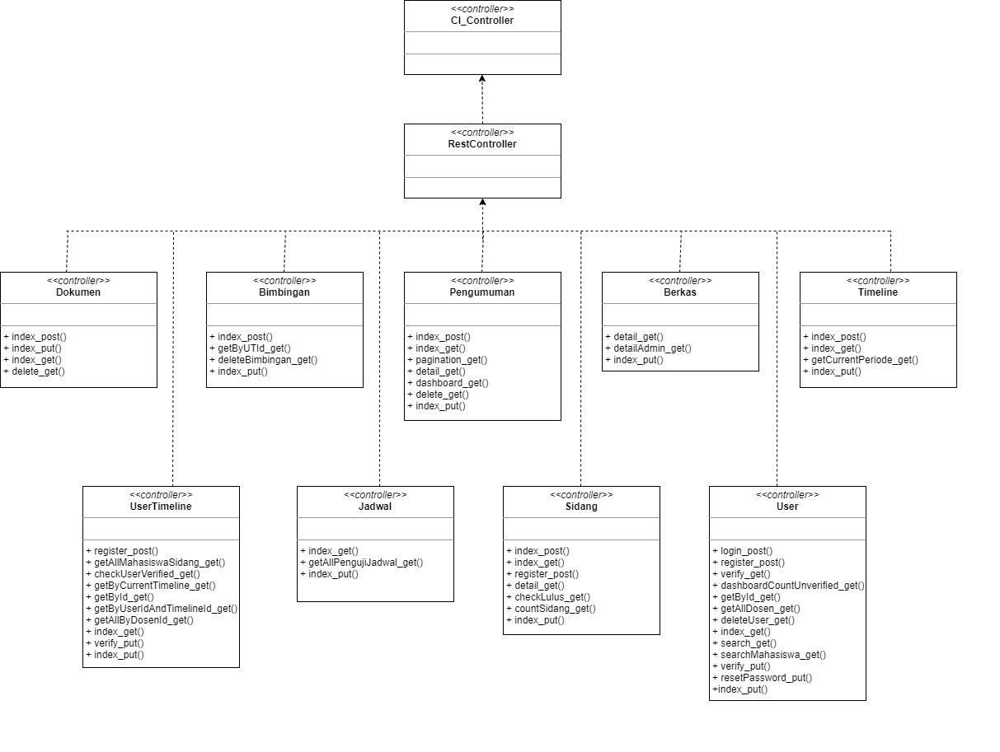 <<controller>>
CI_Controller
<<controller>>
RestController
<<controller>>
Dokumen
+ index_post()
+ index_put()
+ index_get()
+ delete_get()
<<controller>>
Bimbingan
+ index_post()
+ getByUTId_get()
+ deleteBimbingan_get()
+ index_put()
<<controller>>
Pengumuman
+ index_post()
+ index_get()
+ pagination_get()
+ detail_get()
+ dashboard_get()
+ delete_get()
+ index_put()
<<controller>>
Berkas
+ detail_get()
+ detailAdmin_get()
+ index_put()
<<controller>>
Timeline
+ index_post()
+ index_get()
+ getCurrentPeriode_get()
+ index_put()
<<controller>>
UserTimeline
+ register_post()
+ getAllMahasiswaSidang_get()
+ checkUserVerified_get()
+ getByCurrentTimeline_get()
+ getById_get()
+ getByUserIdAndTimelineId_get()
+ getAllByDosenId_get()
+ index_get()
+ verify_put()
+ index_put()
<<controller>>
Jadwal
+ index_get()
+ getAllPengujiJadwal_get()
+ index_put()
<<controller>>
Sidang
+ index_post()
+ index_get()
+ register_post()
+ detail_get()
+ checkLulus_get()
+ countSidang_get()
+ index_put()
<<controller>>
User
+ login_post()
+ register_post()
+ verify_get()
+ dashboardCountUnverified_get()
+ getById_get()
+ getAllDosen_get()
+ deleteUser_get()
+ index_get()
+ search_get()
+ searchMahasiswa_get()
+ verify_put()
+ resetPassword_put()
+index_put()